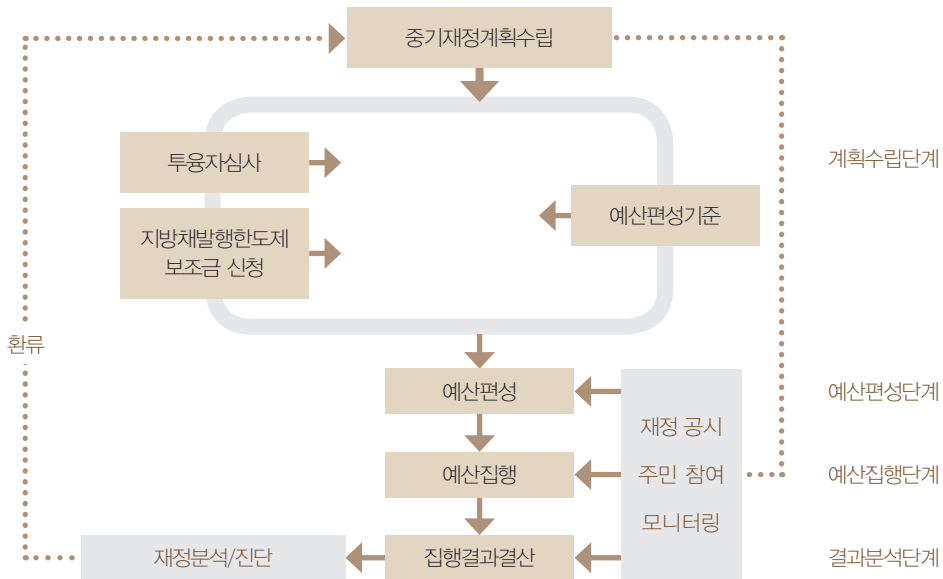 중기재정계획수립
투융자심사
계획수립단계
예산편성기준
지방채발행한도제
보조금 신청
환류
예산편성
예산편성단계
재정 공시
주민 참여
모니터링
예산집행
예산집행단계
재정분석/진단
집행결과결산
결과분석단계